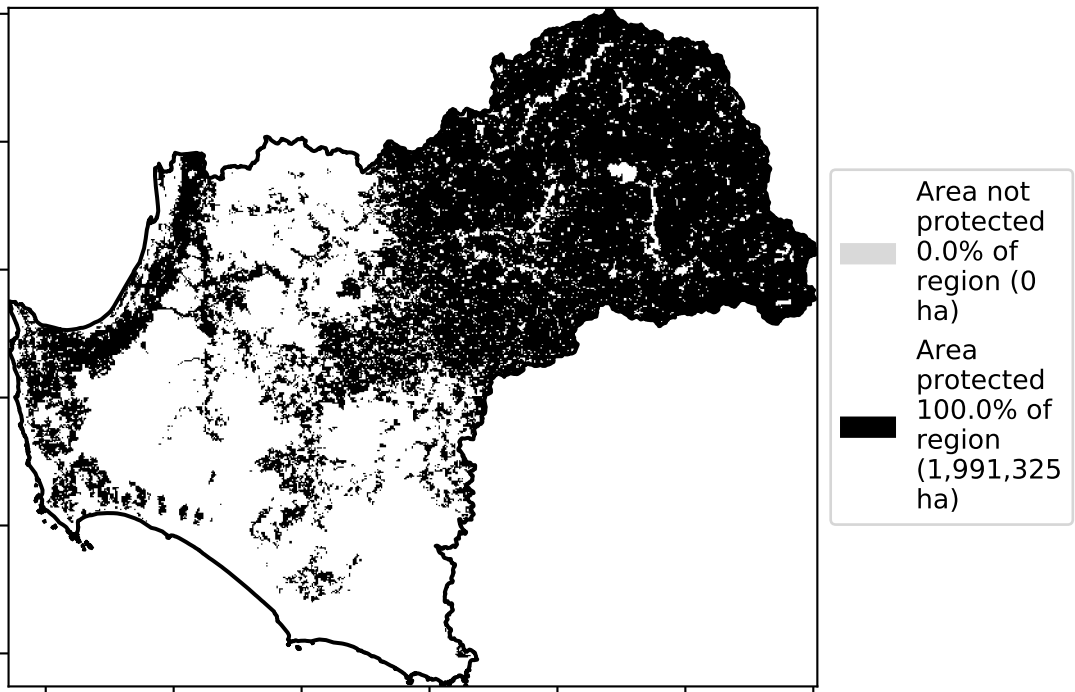 Area not
protected
0.0% of
region (0
ha)
Area
protected
100.0% of
region
(1,991,325
ha)